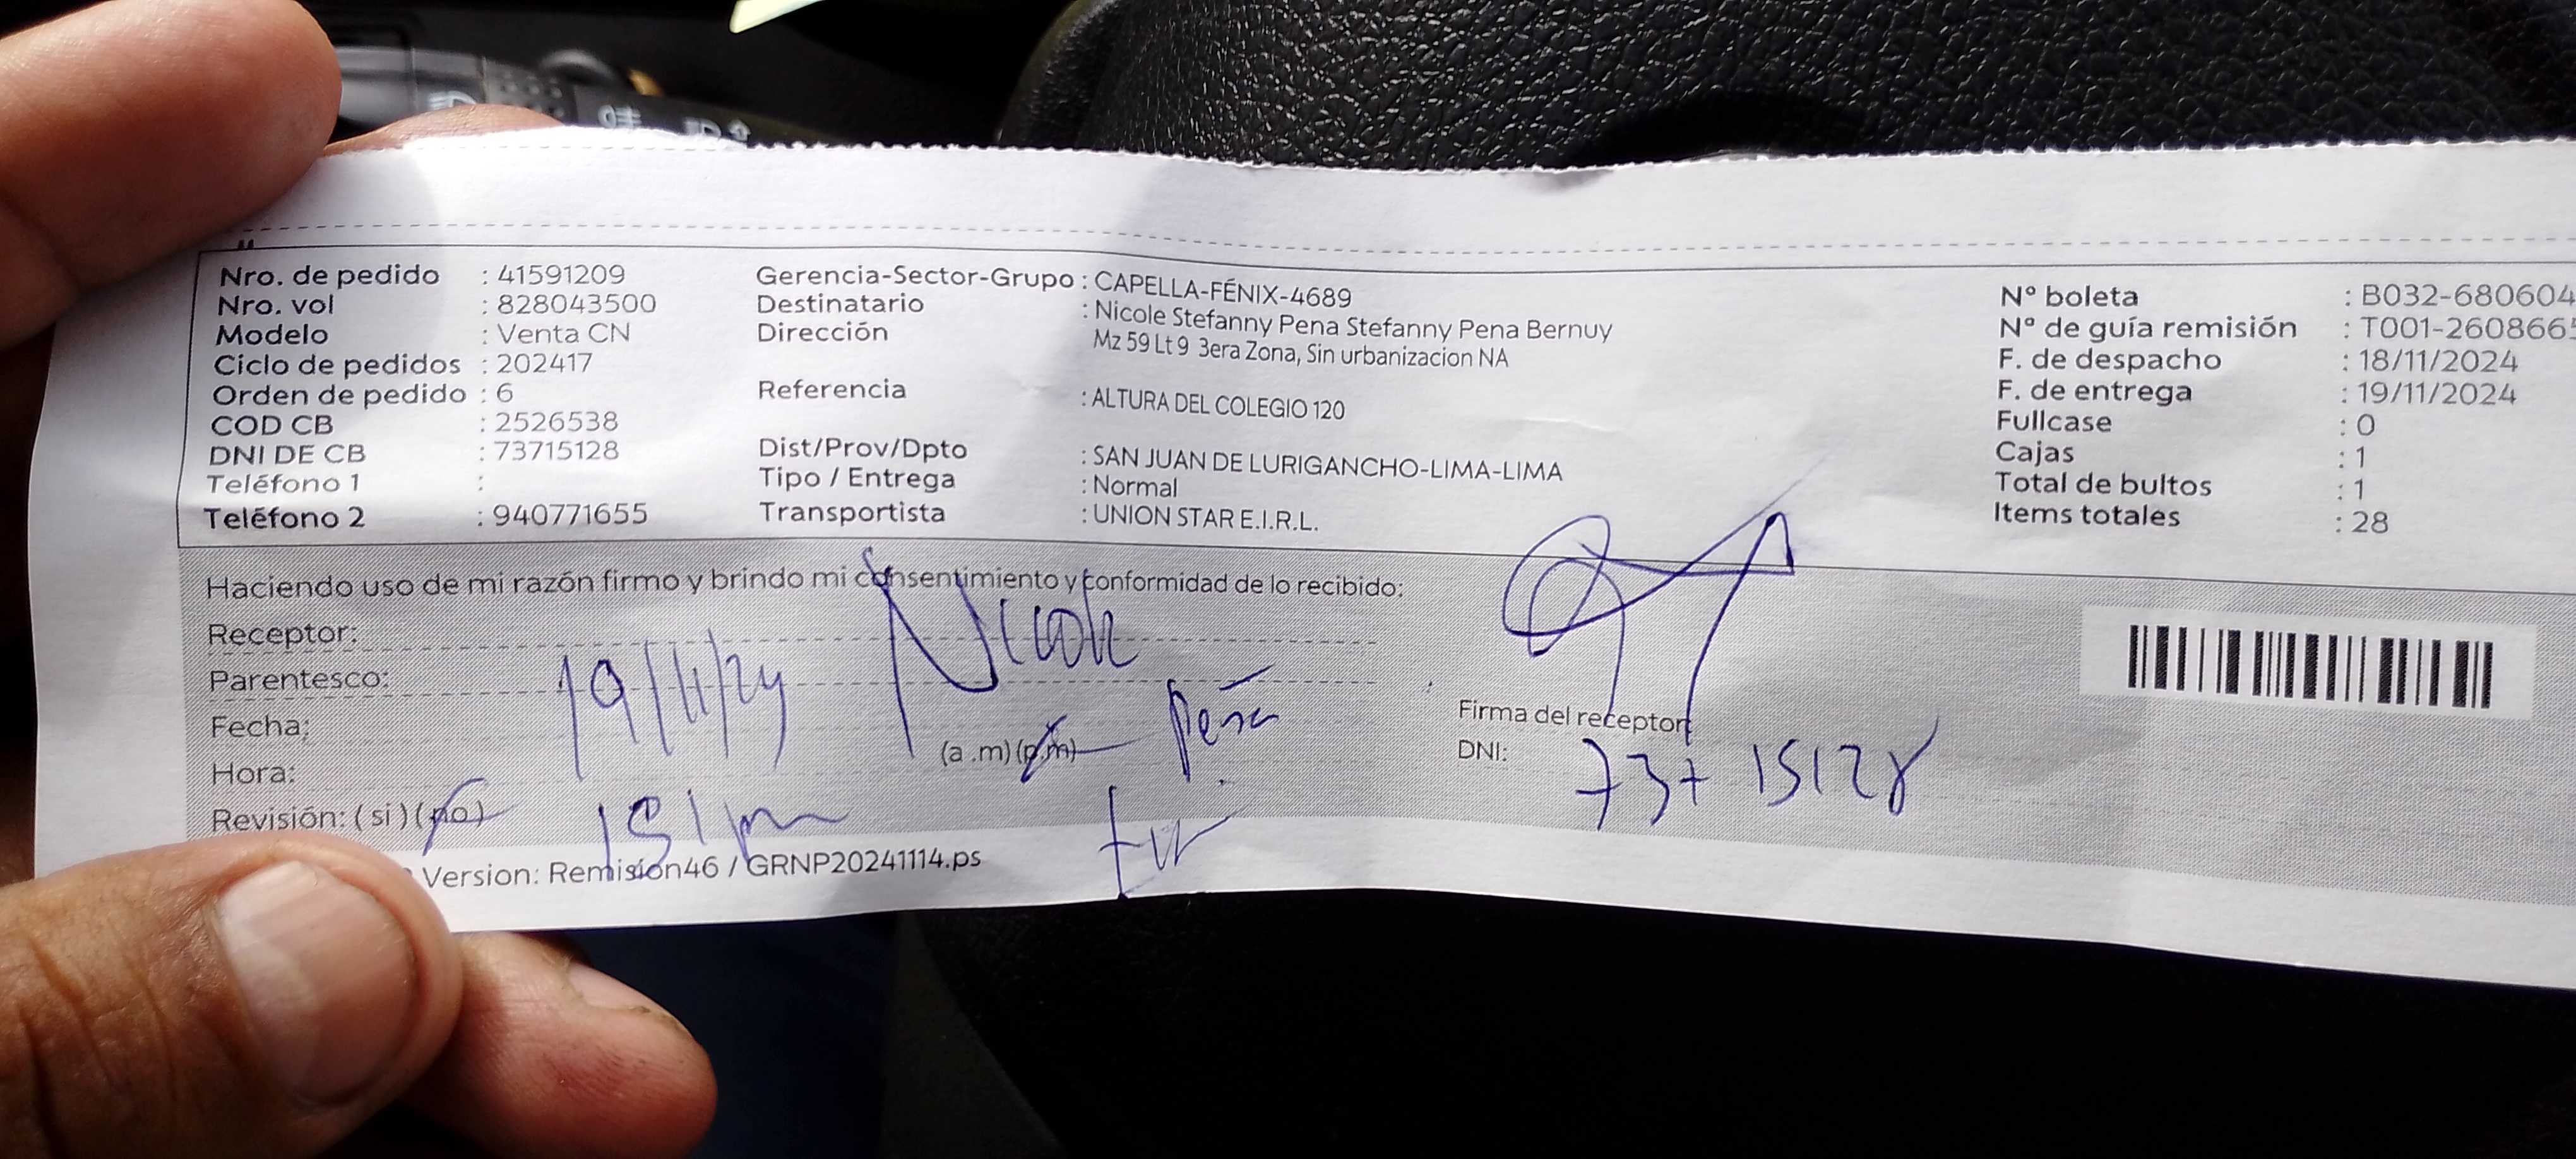 Nro. de pedido : 41591209
Nro. vol : 828043500
Modelo : Venta CN
Ciclo de pedidos : 202417
Orden de pedido : 6
COD CB : 2526538
DNI DE CB : 73715128
Teléfono 1 :
Teléfono 2 : 940771655
Gerencia-Sector-Grupo : CAPELLA-FÉNIX-4689
Destinatario : Nicole Stefanny Pena Stefanny Pena Bernuy
Dirección Mz 59 Lt 9 3era Zona, Sin urbanizacion NA
Referencia : ALTURA DEL COLEGIO 120
Dist/Prov/Dpto : SAN JUAN DE LURIGANCHO-LIMA-LIMA
Tipo / Entrega : Normal
Transportista : UNION STAR E.I.R.L.
N° boleta : B032-680604
N° de guía remisión : T001-260866
F. de despacho : 18/11/2024
F. de entrega : 19/11/2024
Fullcase : 0
Cajas : 1
Total de bultos : 1
Items totales : 28
Haciendo uso de mi razón firmo y brindo mi consentimiento y conformidad de lo recibido:
Receptor: Nicole
Parentesco: Peña
Fecha: 19/11/24
Hora: (a.m) (p.m)
Revisión: (si) (no)
Firma del receptor
DNI: 73715128
Version: Remisión46 / GRNP20241114.ps